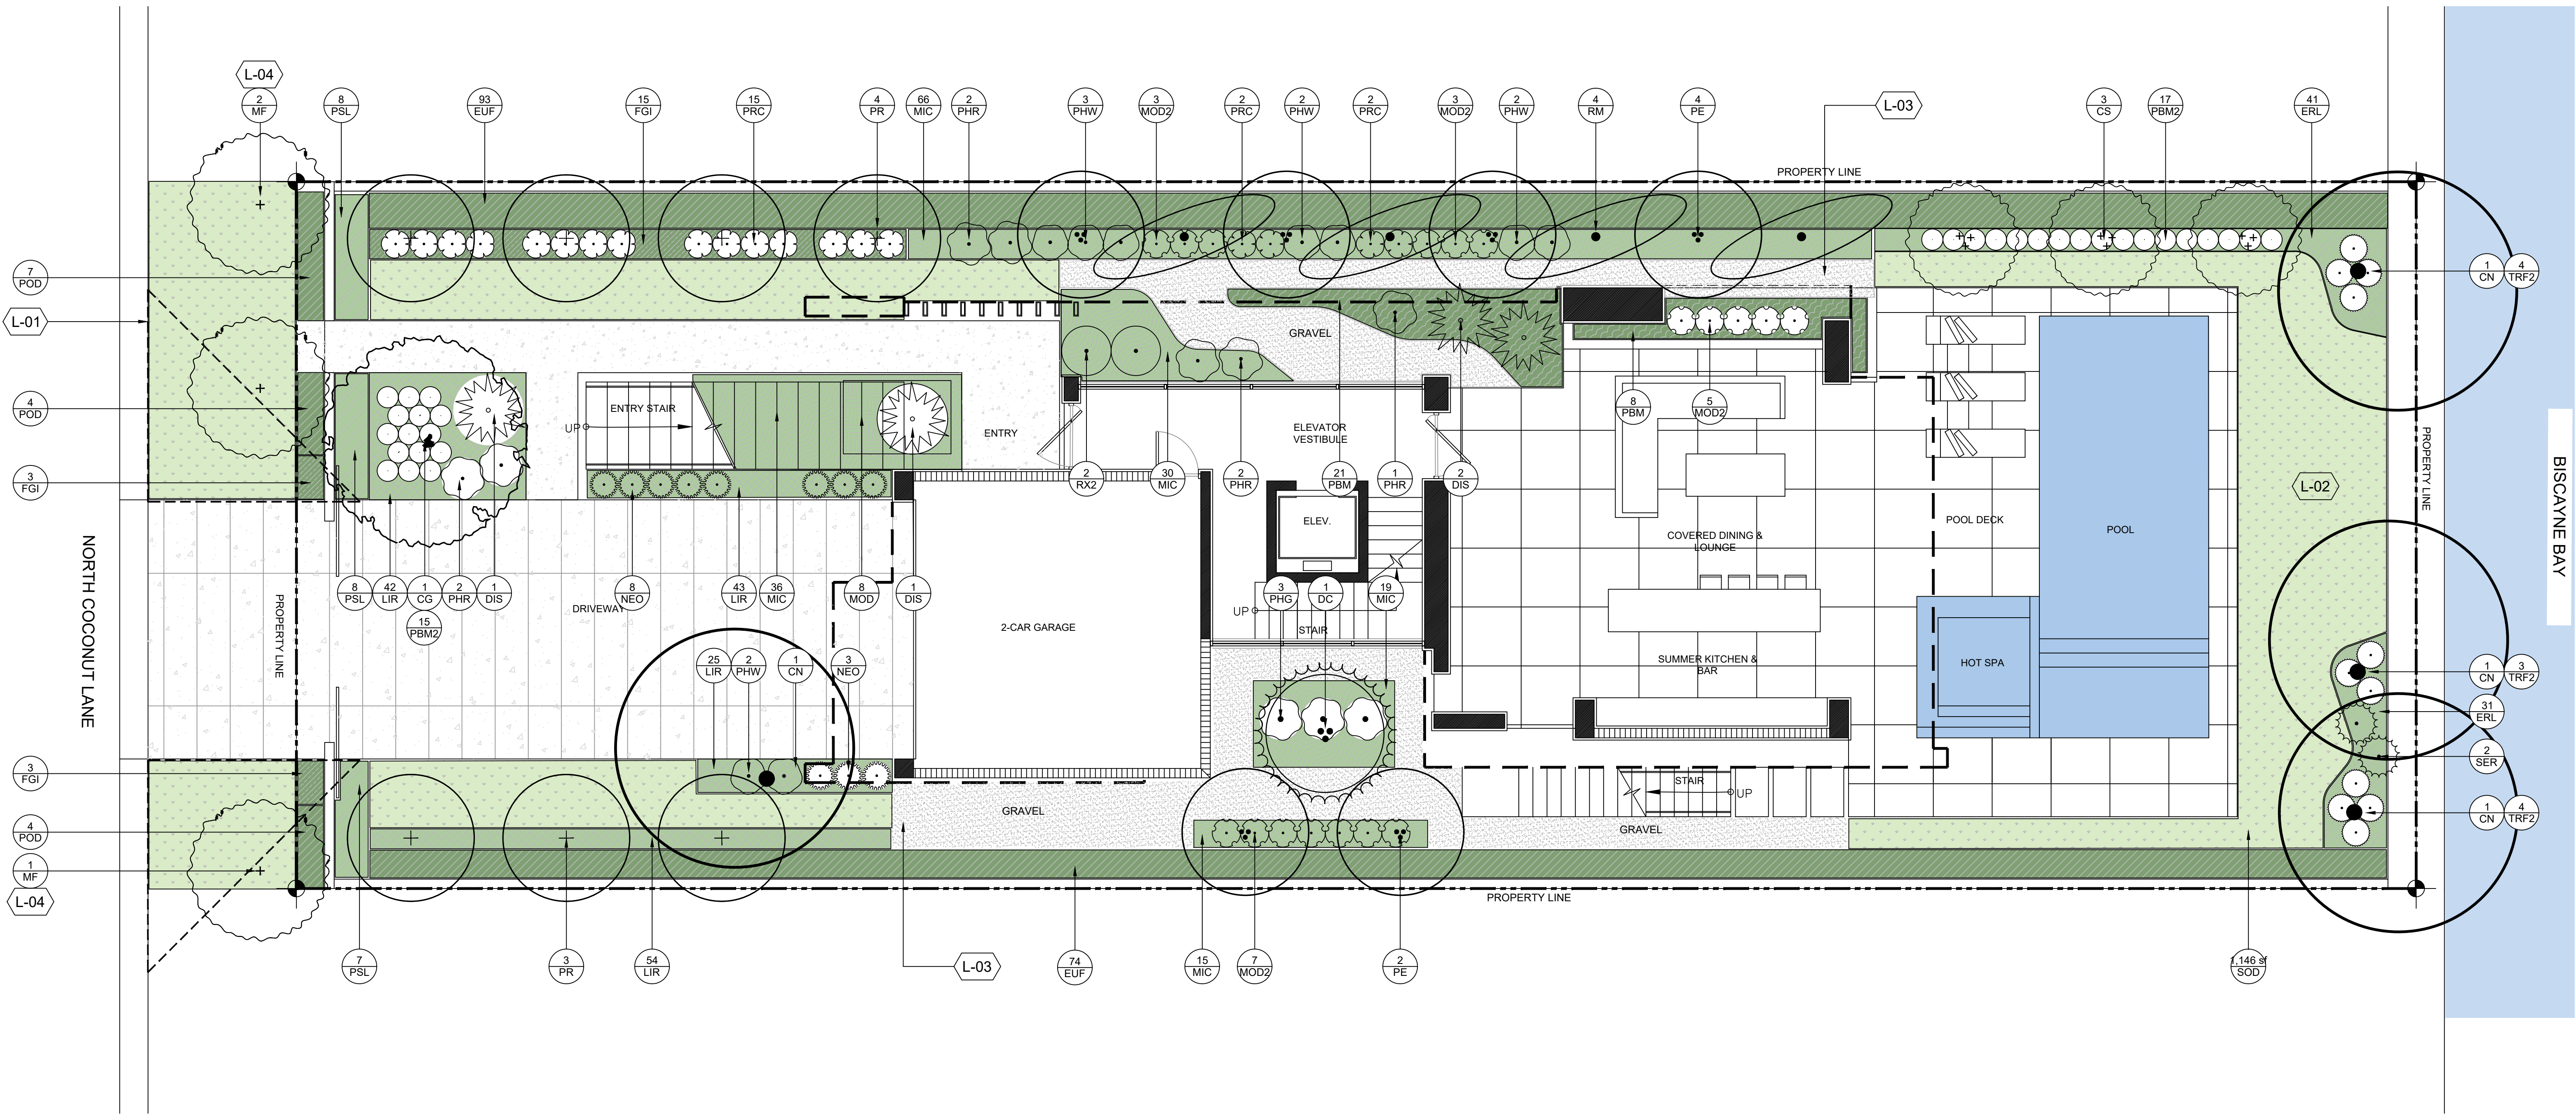 L-04
2
MF
8
PSL
93
EUF
15
FGI
15
PRC
4
PR
66
MIC
2
PHR
3
PHW
3
MOD2
2
PRC
2
PHW
2
PRC
3
MOD2
2
PHW
4
RM
4
PE
L-03
3
CS
17
PBM2
41
ERL
PROPERTY LINE
7
POD
L-01
4
POD
3
FGI
1
CN
4
TRF2
GRAVEL
ENTRY STAIR
UP
ENTRY
ELEVATOR
VESTIBULE
8
PBM
5
MOD2
2
RX2
30
MIC
2
PHR
21
PBM
1
PHR
2
DIS
L-02
PROPERTY LINE
BISCAYNE BAY
ELEV.
POOL DECK
POOL
COVERED DINING &
LOUNGE
NORTH COCONUT LANE
PROPERTY LINE
8
PSL
42
LIR
1
CG
15
PBM2
2
PHR
1
DIS
8
NEO
DRIVEWAY
43
LIR
36
MIC
8
MOD
1
DIS
3
PHG
1
DC
19
MIC
UP
STAIR
2-CAR GARAGE
25
LIR
2
PHW
1
CN
3
NEO
SUMMER KITCHEN &
BAR
HOT SPA
1
CN
3
TRF2
31
ERL
2
SER
1
CN
4
TRF2
3
FGI
4
POD
1
MF
L-04
STAIR
UP
GRAVEL
GRAVEL
PROPERTY LINE
7
PSL
3
PR
54
LIR
L-03
74
EUF
15
MIC
7
MOD2
2
PE
1,146 sf
SOD